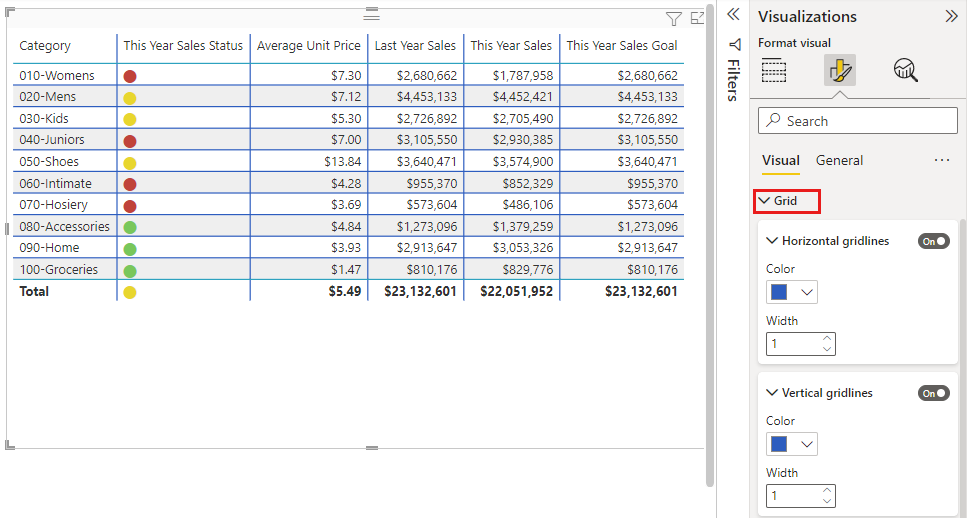 Category This Year Sales Status Average Unit Price Last Year Sales This Year Sales This Year Sales Goal
010-Womens $7.30 $2,680,662 $1,787,958 $2,680,662
020-Mens $7.12 $4,453,133 $4,452,421 $4,453,133
030-Kids $5.30 $2,726,892 $2,705,490 $2,726,892
040-Juniors $7.00 $3,105,550 $2,930,385 $3,105,550
050-Shoes $13.84 $3,640,471 $3,574,900 $3,640,471
060-Intimate $4.28 $955,370 $852,329 $955,370
070-Hosiery $3.69 $573,604 $486,106 $573,604
080-Accessories $4.84 $1,273,096 $1,379,259 $1,273,096
090-Home $3.93 $2,913,647 $3,053,326 $2,913,647
100-Groceries $1.47 $810,176 $829,776 $810,176
Total $5.49 $23,132,601 $22,051,952 $23,132,601
Filters
Visualizations
Format visual
Search
Visual General
Grid
Horizontal gridlines On
Color
Width
1
Vertical gridlines On
Color
Width
1